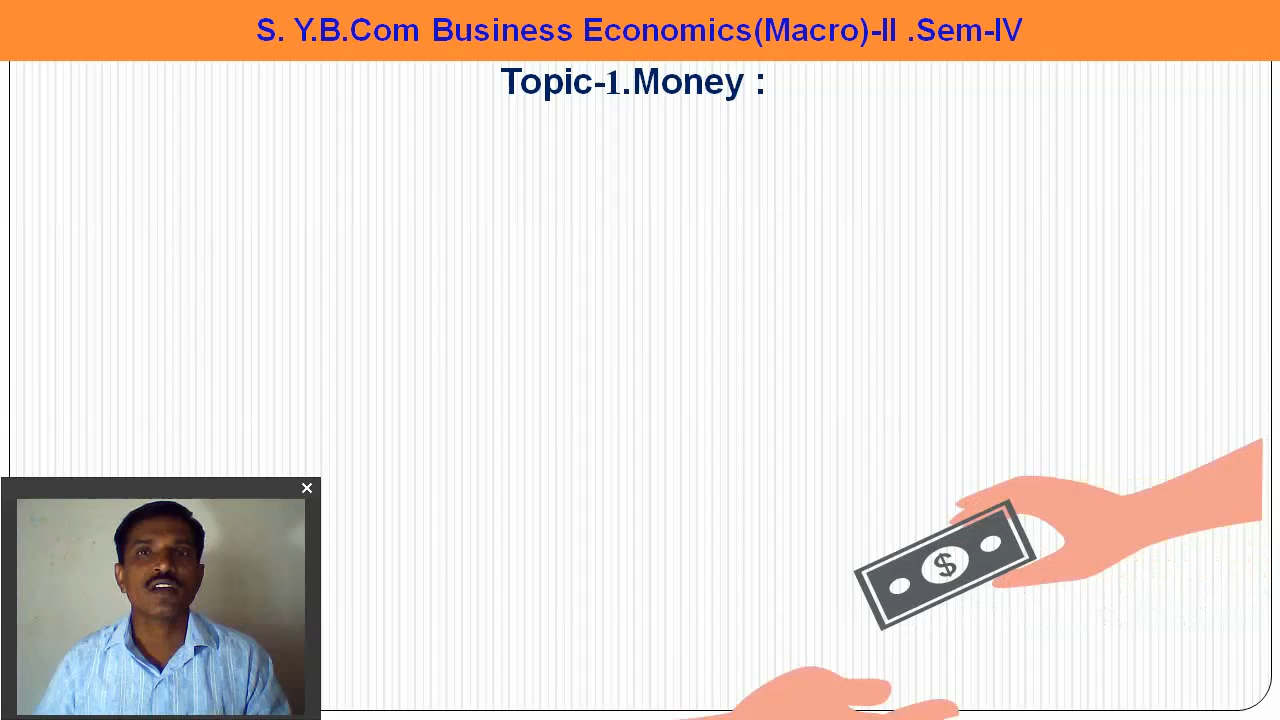 S. Y.B.Com Business Economics(Macro)-II .Sem-IV
Topic-1.Money :
×
$